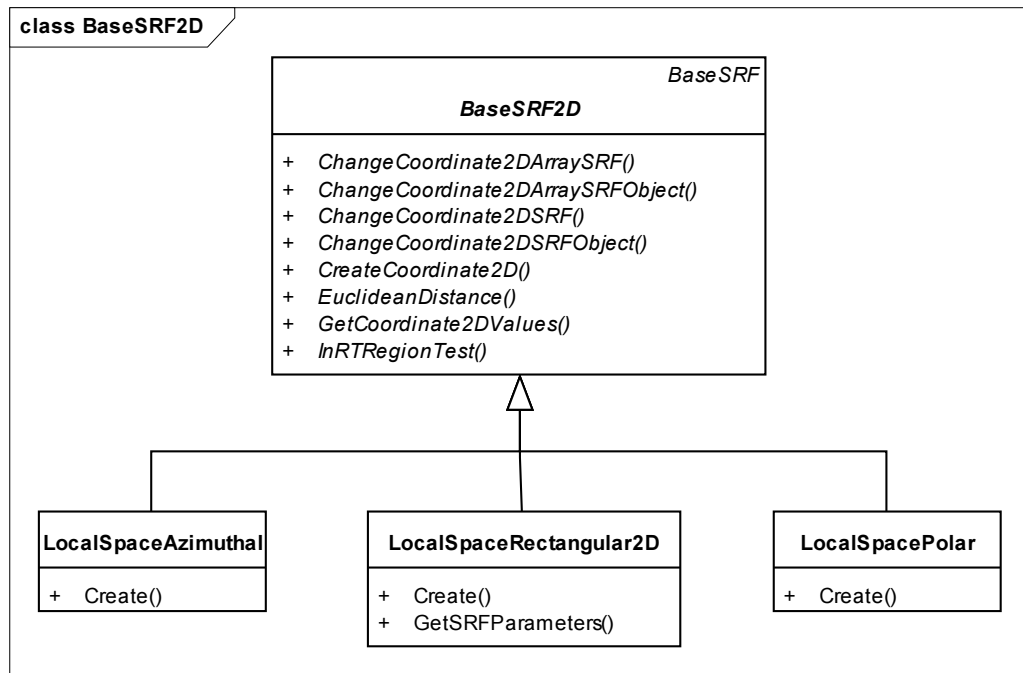 class BaseSRF2D
BaseSRF
BaseSRF2D
+ ChangeCoordinate2DArraySRF()
+ ChangeCoordinate2DArraySRFObject()
+ ChangeCoordinate2DSRF()
+ ChangeCoordinate2DSRFObject()
+ CreateCoordinate2D()
+ EuclideanDistance()
+ GetCoordinate2DValues()
+ InRTRegionTest()
LocalSpaceAzimuthal
+ Create()
LocalSpaceRectangular2D
+ Create()
+ GetSRFParameters()
LocalSpacePolar
+ Create()